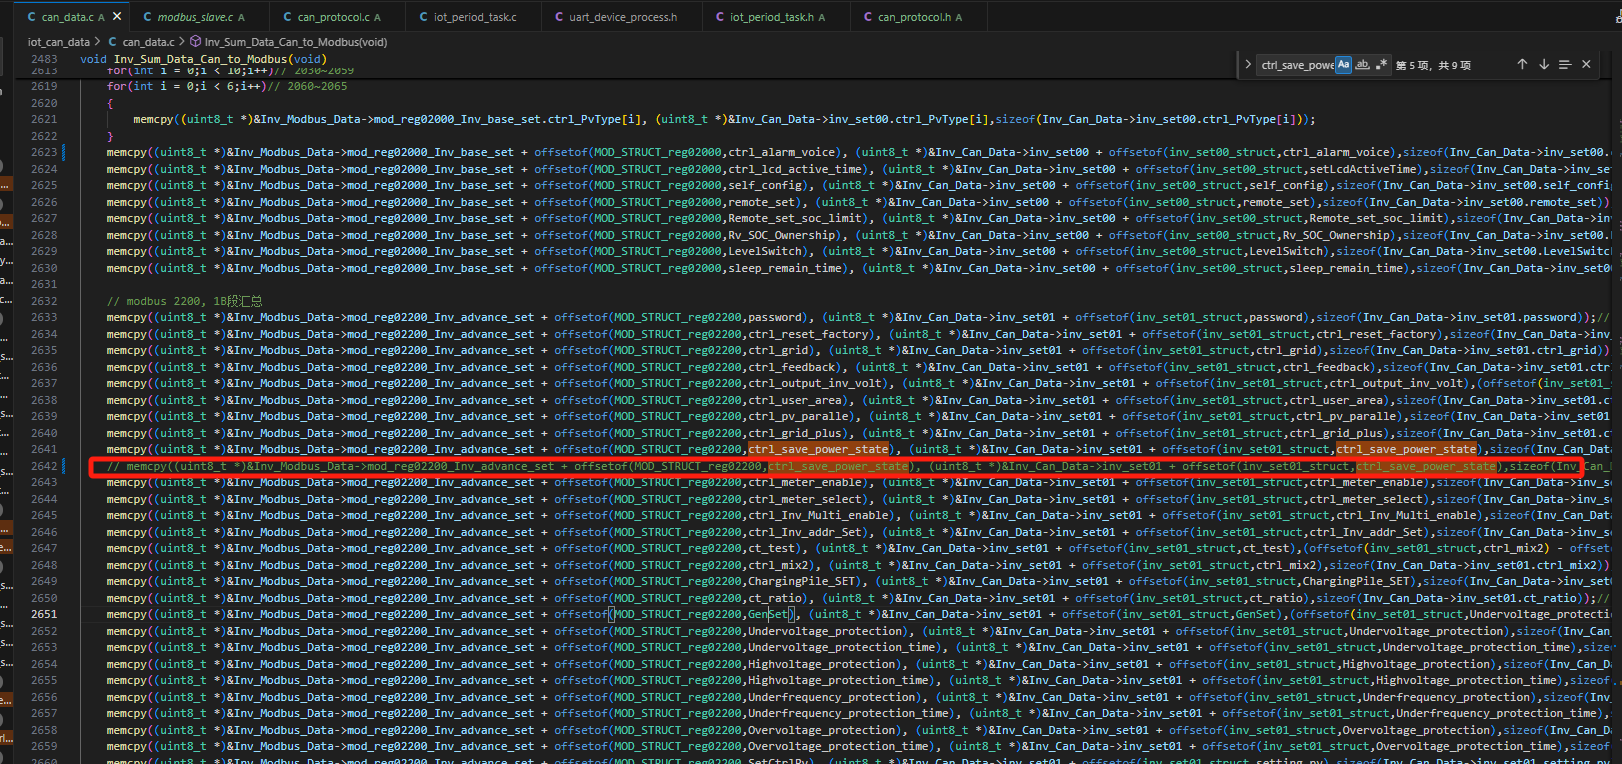 can_data.c A
modbus_slave.c A
can_protocol.c A
iot_period_task.c
uart_device_process.h
iot_period_task.h A
can_protocol.h A
iot_can_data > can_data.c > Inv_Sum_Data_Can_to_Modbus(void)
2483 void Inv_Sum_Data_Can_to_Modbus(void)
ctrl_save_powe 第 5 项, 共 9 项
2613 for(int i = 0;i < 10;i++)// 2030~2059
2619 for(int i = 0;i < 6;i++)// 2060~2065
2620 {
2621 memcpy((uint8_t *)&Inv_Modbus_Data->mod_reg02000_Inv_base_set.ctrl_PvType[i], (uint8_t *)&Inv_Can_Data->inv_set00.ctrl_PvType[i],sizeof(Inv_Can_Data->inv_set00.ctrl_PvType[i]));
2622 }
2623 memcpy((uint8_t *)&Inv_Modbus_Data->mod_reg02000_Inv_base_set + offsetof(MOD_STRUCT_reg02000,ctrl_alarm_voice), (uint8_t *)&Inv_Can_Data->inv_set00 + offsetof(inv_set00_struct,ctrl_alarm_voice),sizeof(Inv_Can_Data->inv_set00.
2624 memcpy((uint8_t *)&Inv_Modbus_Data->mod_reg02000_Inv_base_set + offsetof(MOD_STRUCT_reg02000,ctrl_lcd_active_time), (uint8_t *)&Inv_Can_Data->inv_set00 + offsetof(inv_set00_struct,setLcdActiveTime),sizeof(Inv_Can_Data->
2625 memcpy((uint8_t *)&Inv_Modbus_Data->mod_reg02000_Inv_base_set + offsetof(MOD_STRUCT_reg02000,self_config), (uint8_t *)&Inv_Can_Data->inv_set00 + offsetof(inv_set00_struct,self_config),sizeof(Inv_Can_Data->inv_set00.self_config
2626 memcpy((uint8_t *)&Inv_Modbus_Data->mod_reg02000_Inv_base_set + offsetof(MOD_STRUCT_reg02000,remote_set), (uint8_t *)&Inv_Can_Data->inv_set00 + offsetof(inv_set00_struct,remote_set),sizeof(Inv_Can_Data->inv_set00.remote_set))
2627 memcpy((uint8_t *)&Inv_Modbus_Data->mod_reg02000_Inv_base_set + offsetof(MOD_STRUCT_reg02000,Remote_set_soc_limit), (uint8_t *)&Inv_Can_Data->inv_set00 + offsetof(inv_set00_struct,Remote_set_soc_limit),sizeof(Inv_Can_Data->
2628 memcpy((uint8_t *)&Inv_Modbus_Data->mod_reg02000_Inv_base_set + offsetof(MOD_STRUCT_reg02000,Rv_SOC_Ownership), (uint8_t *)&Inv_Can_Data->inv_set00 + offsetof(inv_set00_struct,Rv_SOC_Ownership),sizeof(Inv_Can_Data->inv_set00.
2629 memcpy((uint8_t *)&Inv_Modbus_Data->mod_reg02000_Inv_base_set + offsetof(MOD_STRUCT_reg02000,LevelSwitch), (uint8_t *)&Inv_Can_Data->inv_set00 + offsetof(inv_set00_struct,LevelSwitch),sizeof(Inv_Can_Data->inv_set00.LevelSwitch
2630 memcpy((uint8_t *)&Inv_Modbus_Data->mod_reg02000_Inv_base_set + offsetof(MOD_STRUCT_reg02000,sleep_remain_time), (uint8_t *)&Inv_Can_Data->inv_set00 + offsetof(inv_set00_struct,sleep_remain_time),sizeof(Inv_Can_Data->inv_set00
2631
2632 // modbus 2200, 1B段汇总
2633 memcpy((uint8_t *)&Inv_Modbus_Data->mod_reg02200_Inv_advance_set + offsetof(MOD_STRUCT_reg02200,password), (uint8_t *)&Inv_Can_Data->inv_set01 + offsetof(inv_set01_struct,password),sizeof(Inv_Can_Data->inv_set01.password));//
2634 memcpy((uint8_t *)&Inv_Modbus_Data->mod_reg02200_Inv_advance_set + offsetof(MOD_STRUCT_reg02200,ctrl_reset_factory), (uint8_t *)&Inv_Can_Data->inv_set01 + offsetof(inv_set01_struct,ctrl_reset_factory),sizeof(Inv_Can_Data->
2635 memcpy((uint8_t *)&Inv_Modbus_Data->mod_reg02200_Inv_advance_set + offsetof(MOD_STRUCT_reg02200,ctrl_grid), (uint8_t *)&Inv_Can_Data->inv_set01 + offsetof(inv_set01_struct,ctrl_grid),sizeof(Inv_Can_Data->inv_set01.ctrl_grid))
2636 memcpy((uint8_t *)&Inv_Modbus_Data->mod_reg02200_Inv_advance_set + offsetof(MOD_STRUCT_reg02200,ctrl_feedback), (uint8_t *)&Inv_Can_Data->inv_set01 + offsetof(inv_set01_struct,ctrl_feedback),sizeof(Inv_Can_Data->inv_set01.
2637 memcpy((uint8_t *)&Inv_Modbus_Data->mod_reg02200_Inv_advance_set + offsetof(MOD_STRUCT_reg02200,ctrl_output_inv_volt), (uint8_t *)&Inv_Can_Data->inv_set01 + offsetof(inv_set01_struct,ctrl_output_inv_volt),(offsetof(inv_set01
2638 memcpy((uint8_t *)&Inv_Modbus_Data->mod_reg02200_Inv_advance_set + offsetof(MOD_STRUCT_reg02200,ctrl_user_area), (uint8_t *)&Inv_Can_Data->inv_set01 + offsetof(inv_set01_struct,ctrl_user_area),sizeof(Inv_Can_Data->inv_set01.ct
2639 memcpy((uint8_t *)&Inv_Modbus_Data->mod_reg02200_Inv_advance_set + offsetof(MOD_STRUCT_reg02200,ctrl_pv_paralle), (uint8_t *)&Inv_Can_Data->inv_set01 + offsetof(inv_set01_struct,ctrl_pv_paralle),sizeof(Inv_Can_Data->inv_set01.
2640 memcpy((uint8_t *)&Inv_Modbus_Data->mod_reg02200_Inv_advance_set + offsetof(MOD_STRUCT_reg02200,ctrl_grid_plus), (uint8_t *)&Inv_Can_Data->inv_set01 + offsetof(inv_set01_struct,ctrl_grid_plus),sizeof(Inv_Can_Data->inv_set01.ct
2641 memcpy((uint8_t *)&Inv_Modbus_Data->mod_reg02200_Inv_advance_set + offsetof(MOD_STRUCT_reg02200,ctrl_save_power_state), (uint8_t *)&Inv_Can_Data->inv_set01 + offsetof(inv_set01_struct,ctrl_save_power_state),sizeof(Inv_Can_Da
2642 // memcpy((uint8_t *)&Inv_Modbus_Data->mod_reg02200_Inv_advance_set + offsetof(MOD_STRUCT_reg02200,ctrl_save_power_state), (uint8_t *)&Inv_Can_Data->inv_set01 + offsetof(inv_set01_struct,ctrl_save_power_state),sizeof(Inv_Can_
2643 memcpy((uint8_t *)&Inv_Modbus_Data->mod_reg02200_Inv_advance_set + offsetof(MOD_STRUCT_reg02200,ctrl_meter_enable), (uint8_t *)&Inv_Can_Data->inv_set01 + offsetof(inv_set01_struct,ctrl_meter_enable),sizeof(Inv_Can_Data->inv_s
2644 memcpy((uint8_t *)&Inv_Modbus_Data->mod_reg02200_Inv_advance_set + offsetof(MOD_STRUCT_reg02200,ctrl_meter_select), (uint8_t *)&Inv_Can_Data->inv_set01 + offsetof(inv_set01_struct,ctrl_meter_select),sizeof(Inv_Can_Data->inv_s
2645 memcpy((uint8_t *)&Inv_Modbus_Data->mod_reg02200_Inv_advance_set + offsetof(MOD_STRUCT_reg02200,ctrl_Inv_Multi_enable), (uint8_t *)&Inv_Can_Data->inv_set01 + offsetof(inv_set01_struct,ctrl_Inv_Multi_enable),sizeof(Inv_Can_Da
2646 memcpy((uint8_t *)&Inv_Modbus_Data->mod_reg02200_Inv_advance_set + offsetof(MOD_STRUCT_reg02200,ctrl_Inv_addr_Set), (uint8_t *)&Inv_Can_Data->inv_set01 + offsetof(inv_set01_struct,ctrl_Inv_addr_Set),sizeof(Inv_Can_Data->inv_s
2647 memcpy((uint8_t *)&Inv_Modbus_Data->mod_reg02200_Inv_advance_set + offsetof(MOD_STRUCT_reg02200,ct_test), (uint8_t *)&Inv_Can_Data->inv_set01 + offsetof(inv_set01_struct,ct_test),(offsetof(inv_set01_struct,ctrl_mix2) - offseto
2648 memcpy((uint8_t *)&Inv_Modbus_Data->mod_reg02200_Inv_advance_set + offsetof(MOD_STRUCT_reg02200,ctrl_mix2), (uint8_t *)&Inv_Can_Data->inv_set01 + offsetof(inv_set01_struct,ctrl_mix2),sizeof(Inv_Can_Data->inv_set01.ctrl_mix2))
2649 memcpy((uint8_t *)&Inv_Modbus_Data->mod_reg02200_Inv_advance_set + offsetof(MOD_STRUCT_reg02200,ChargingPile_SET), (uint8_t *)&Inv_Can_Data->inv_set01 + offsetof(inv_set01_struct,ChargingPile_SET),sizeof(Inv_Can_Data->inv_set
2650 memcpy((uint8_t *)&Inv_Modbus_Data->mod_reg02200_Inv_advance_set + offsetof(MOD_STRUCT_reg02200,ct_ratio), (uint8_t *)&Inv_Can_Data->inv_set01 + offsetof(inv_set01_struct,ct_ratio),sizeof(Inv_Can_Data->inv_set01.ct_ratio));//
2651 memcpy((uint8_t *)&Inv_Modbus_Data->mod_reg02200_Inv_advance_set + offsetof(MOD_STRUCT_reg02200,GenSet), (uint8_t *)&Inv_Can_Data->inv_set01 + offsetof(inv_set01_struct,GenSet),(offsetof(inv_set01_struct,Undervoltage_protectio
2652 memcpy((uint8_t *)&Inv_Modbus_Data->mod_reg02200_Inv_advance_set + offsetof(MOD_STRUCT_reg02200,Undervoltage_protection), (uint8_t *)&Inv_Can_Data->inv_set01 + offsetof(inv_set01_struct,Undervoltage_protection),sizeof(Inv_Can
2653 memcpy((uint8_t *)&Inv_Modbus_Data->mod_reg02200_Inv_advance_set + offsetof(MOD_STRUCT_reg02200,Undervoltage_protection_time), (uint8_t *)&Inv_Can_Data->inv_set01 + offsetof(inv_set01_struct,Undervoltage_protection_time),sizeof
2654 memcpy((uint8_t *)&Inv_Modbus_Data->mod_reg02200_Inv_advance_set + offsetof(MOD_STRUCT_reg02200,Highvoltage_protection), (uint8_t *)&Inv_Can_Data->inv_set01 + offsetof(inv_set01_struct,Highvoltage_protection),sizeof(Inv_Can_D
2655 memcpy((uint8_t *)&Inv_Modbus_Data->mod_reg02200_Inv_advance_set + offsetof(MOD_STRUCT_reg02200,Highvoltage_protection_time), (uint8_t *)&Inv_Can_Data->inv_set01 + offsetof(inv_set01_struct,Highvoltage_protection_time),sizeof
2656 memcpy((uint8_t *)&Inv_Modbus_Data->mod_reg02200_Inv_advance_set + offsetof(MOD_STRUCT_reg02200,Underfrequency_protection), (uint8_t *)&Inv_Can_Data->inv_set01 + offsetof(inv_set01_struct,Underfrequency_protection),sizeof(Inv
2657 memcpy((uint8_t *)&Inv_Modbus_Data->mod_reg02200_Inv_advance_set + offsetof(MOD_STRUCT_reg02200,Underfrequency_protection_time), (uint8_t *)&Inv_Can_Data->inv_set01 + offsetof(inv_set01_struct,Underfrequency_protection_time),
2658 memcpy((uint8_t *)&Inv_Modbus_Data->mod_reg02200_Inv_advance_set + offsetof(MOD_STRUCT_reg02200,Overvoltage_protection), (uint8_t *)&Inv_Can_Data->inv_set01 + offsetof(inv_set01_struct,Overvoltage_protection),sizeof(Inv_Can_D
2659 memcpy((uint8_t *)&Inv_Modbus_Data->mod_reg02200_Inv_advance_set + offsetof(MOD_STRUCT_reg02200,Overvoltage_protection_time), (uint8_t *)&Inv_Can_Data->inv_set01 + offsetof(inv_set01_struct,Overvoltage_protection_time),sizeof